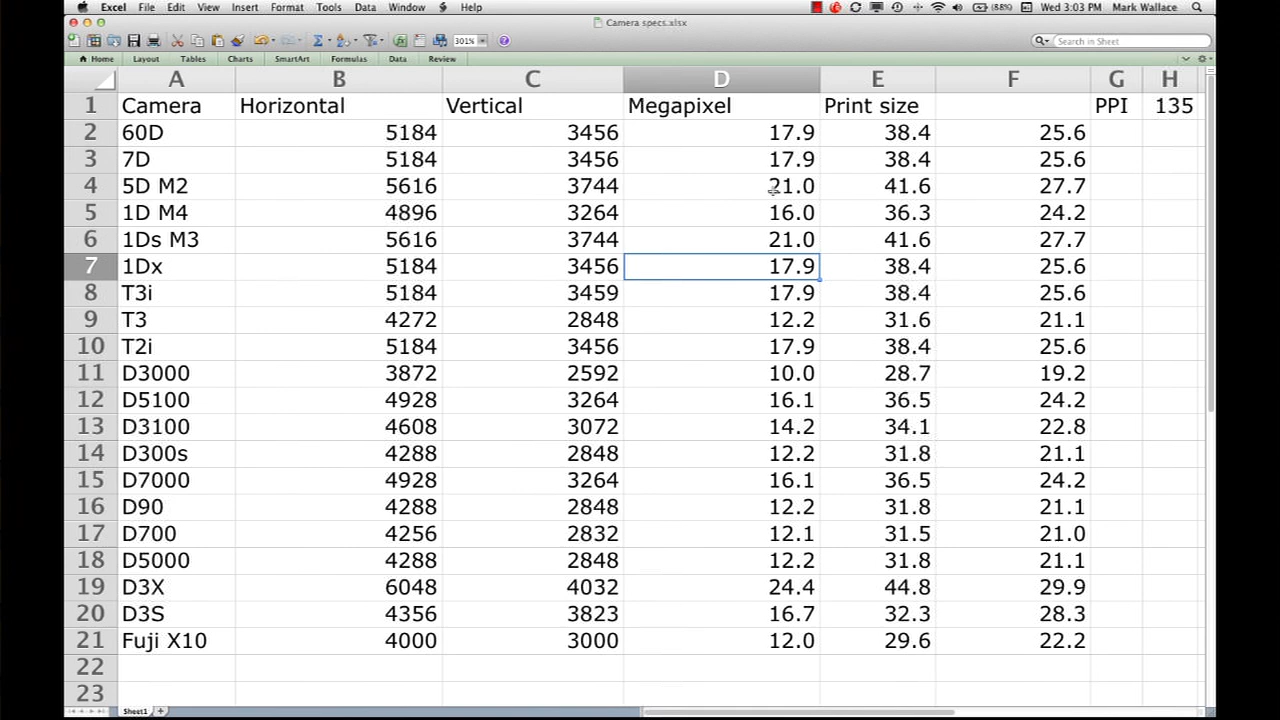 Excel File Edit View Insert Format Tools Data Window Help (88%) Wed 3:03 PM Mark Wallace
Camera specs.xlsx
301% Search in Sheet
Home Layout Tables Charts SmartArt Formulas Data Review
A B C D E F G H
1 Camera Horizontal Vertical Megapixel Print size PPI 135
2 60D 5184 3456 17.9 38.4 25.6
3 7D 5184 3456 17.9 38.4 25.6
4 5D M2 5616 3744 21.0 41.6 27.7
5 1D M4 4896 3264 16.0 36.3 24.2
6 1Ds M3 5616 3744 21.0 41.6 27.7
7 1Dx 5184 3456 17.9 38.4 25.6
8 T3i 5184 3459 17.9 38.4 25.6
9 T3 4272 2848 12.2 31.6 21.1
10 T2i 5184 3456 17.9 38.4 25.6
11 D3000 3872 2592 10.0 28.7 19.2
12 D5100 4928 3264 16.1 36.5 24.2
13 D3100 4608 3072 14.2 34.1 22.8
14 D300s 4288 2848 12.2 31.8 21.1
15 D7000 4928 3264 16.1 36.5 24.2
16 D90 4288 2848 12.2 31.8 21.1
17 D700 4256 2832 12.1 31.5 21.0
18 D5000 4288 2848 12.2 31.8 21.1
19 D3X 6048 4032 24.4 44.8 29.9
20 D3S 4356 3823 16.7 32.3 28.3
21 Fuji X10 4000 3000 12.0 29.6 22.2
22
23
Sheet1